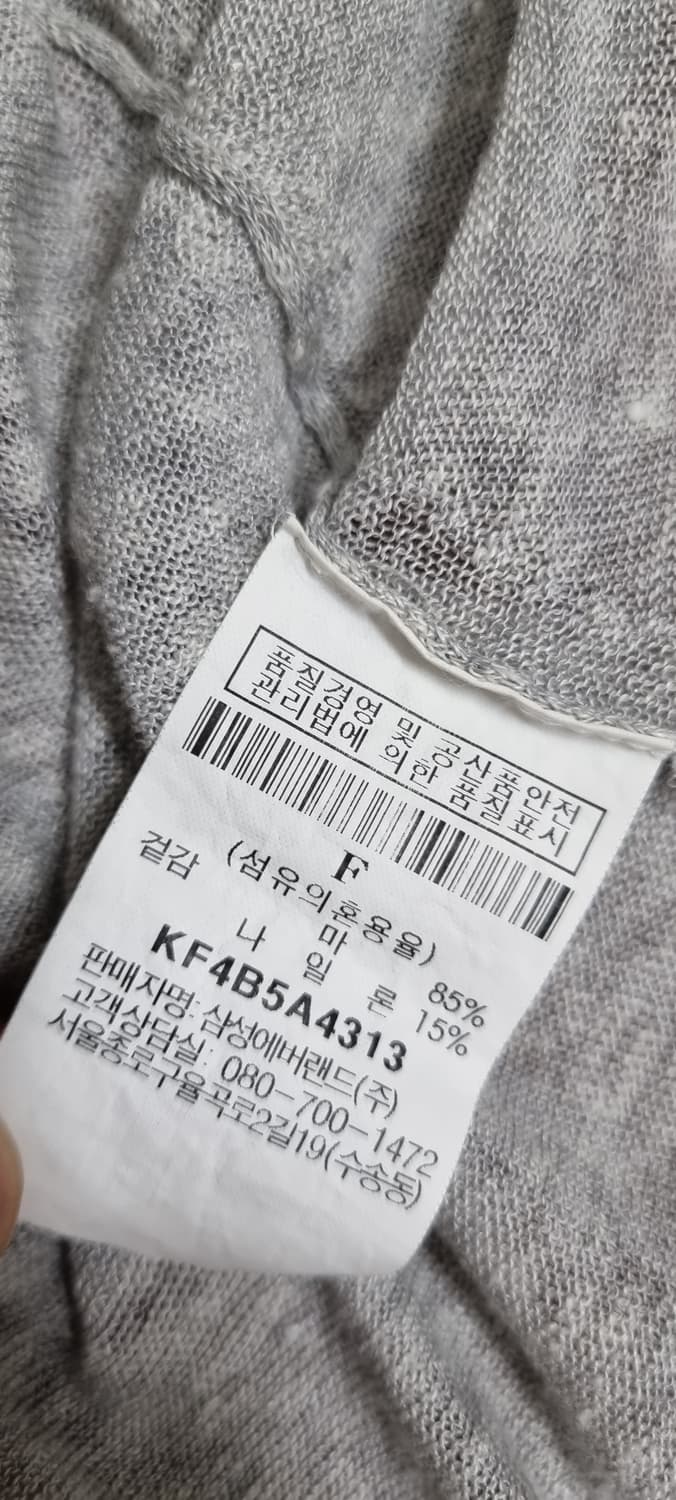 품질경영 및 공산품안전
관리법에 의한 품질표시
F
(섬유의혼용율)
겉감 마 85%
나 일 론 15%
KF4B5A4313
판매자명: 삼성에버랜드(주)
고객상담실: 080-700-1472
서울종로구율곡로2길19(수송동)